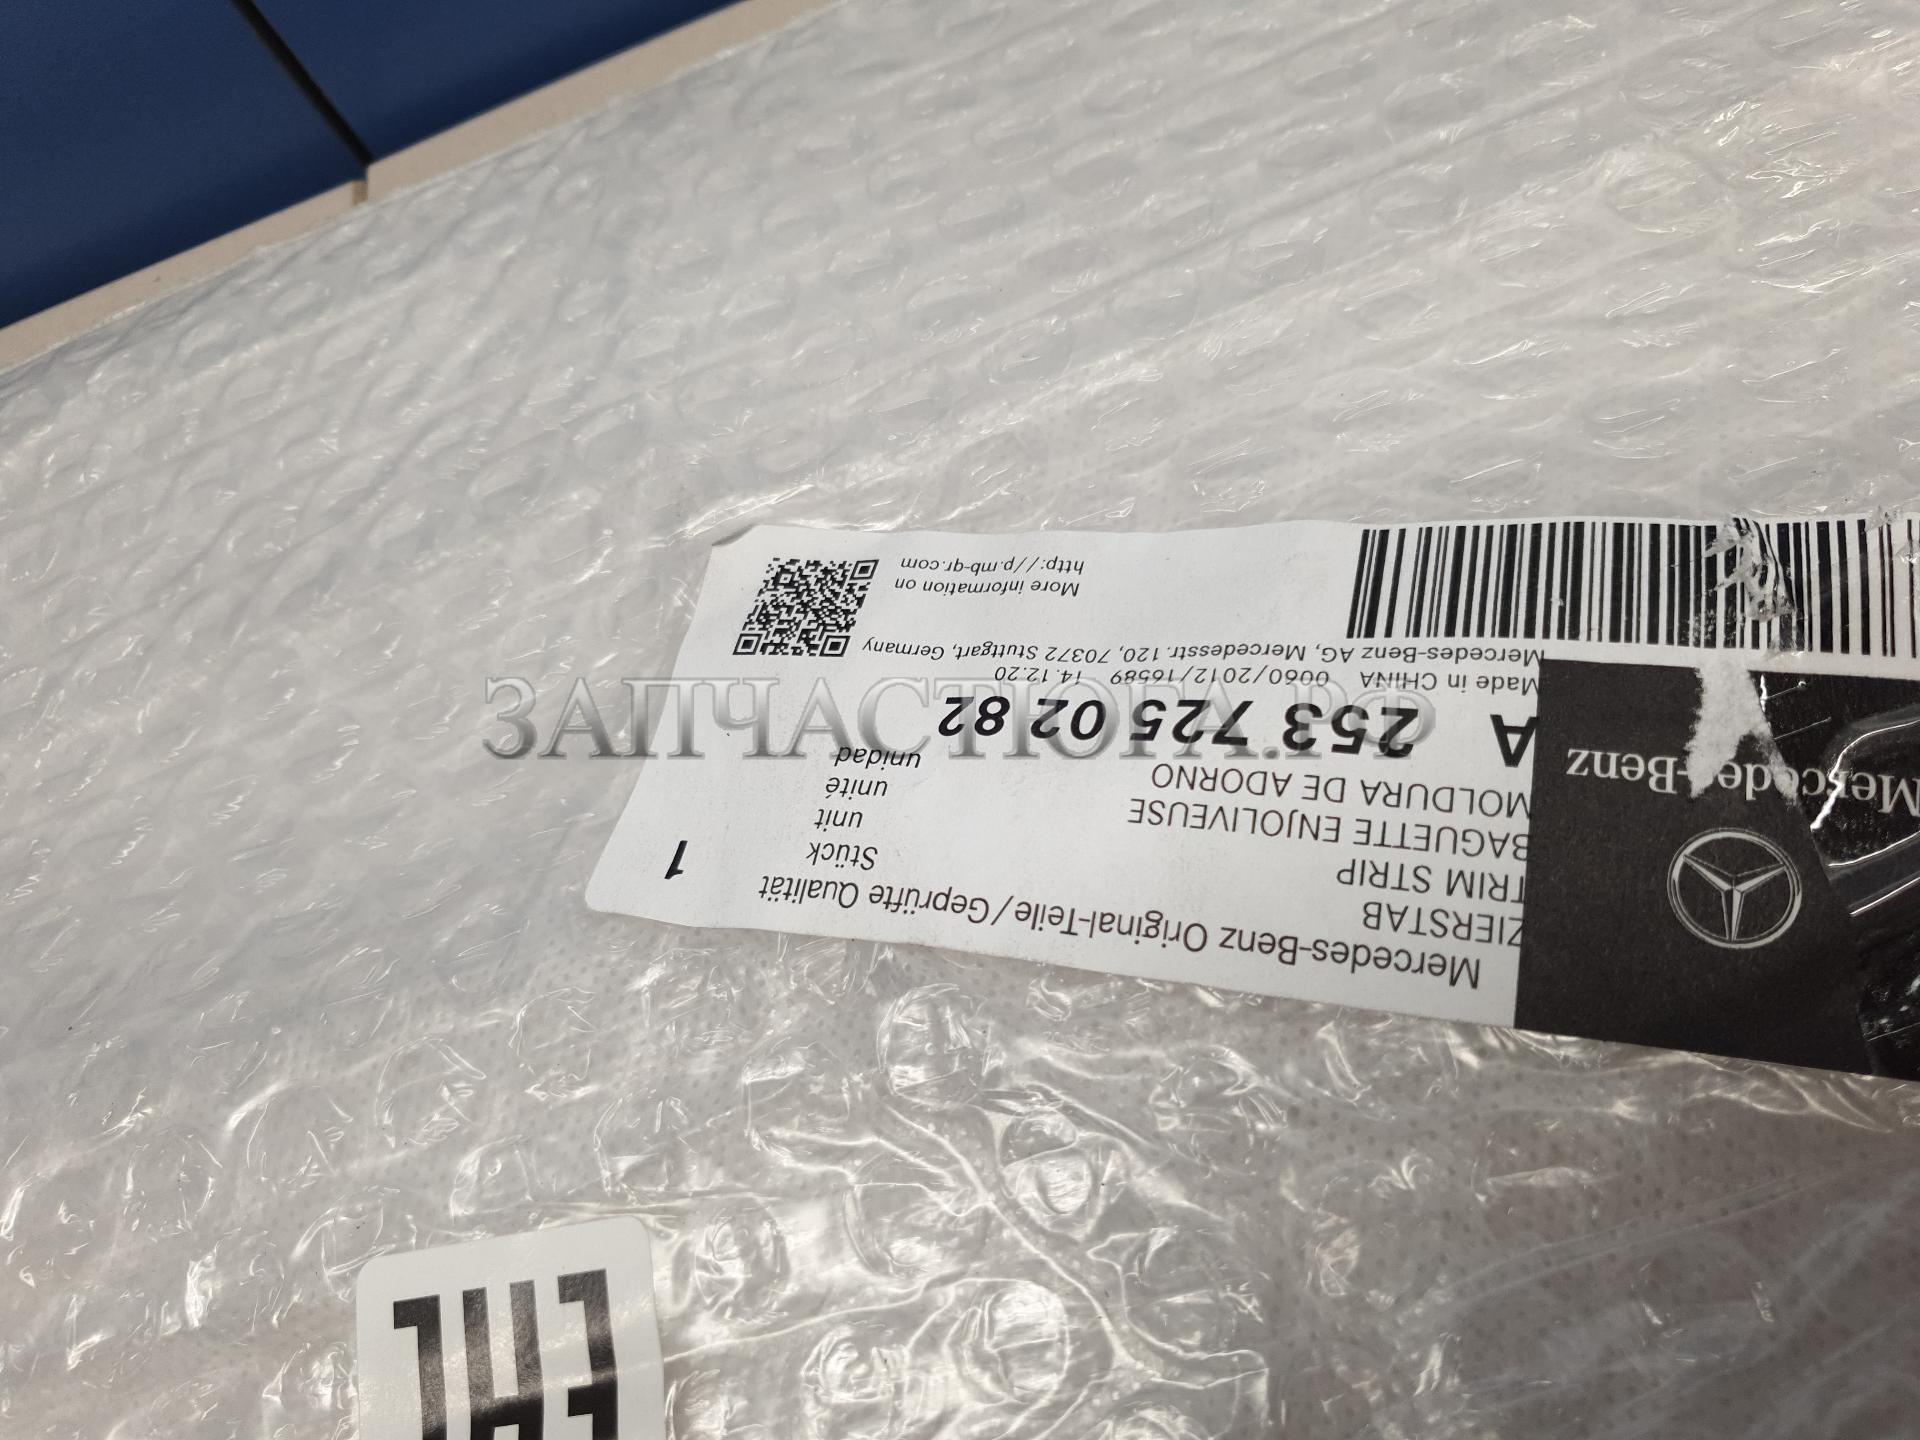 Mercedes-Benz Original-Teile/Geprüfte Qualität
ZIERSTAB
TRIM STRIP
BAGUETTE ENJOLIVEUSE
MOLDURA DE ADORNO
Stück
unit
unité
unidad
1
A 253 725 02 82
Made in CHINA 0060/2012/16589 14.12.20
Mercedes-Benz AG, Mercedesstr. 120, 70372 Stuttgart, Germany
More information on
http://p.mb-qr.com
Mercedes-Benz
ЗАПЧАСТЮГА.РФ